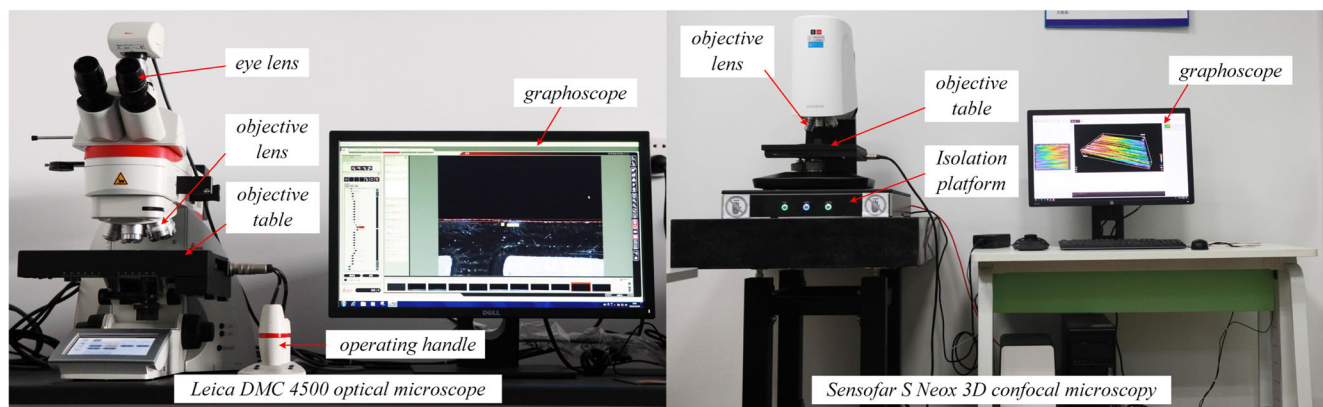 eye lens
objective
lens
objective
table
graphoscope
operating handle
DELL
Leica DMC 4500 optical microscope
objective
lens
objective
table
graphoscope
Isolation
platform
Sensofar S Neox 3D confocal microscopy